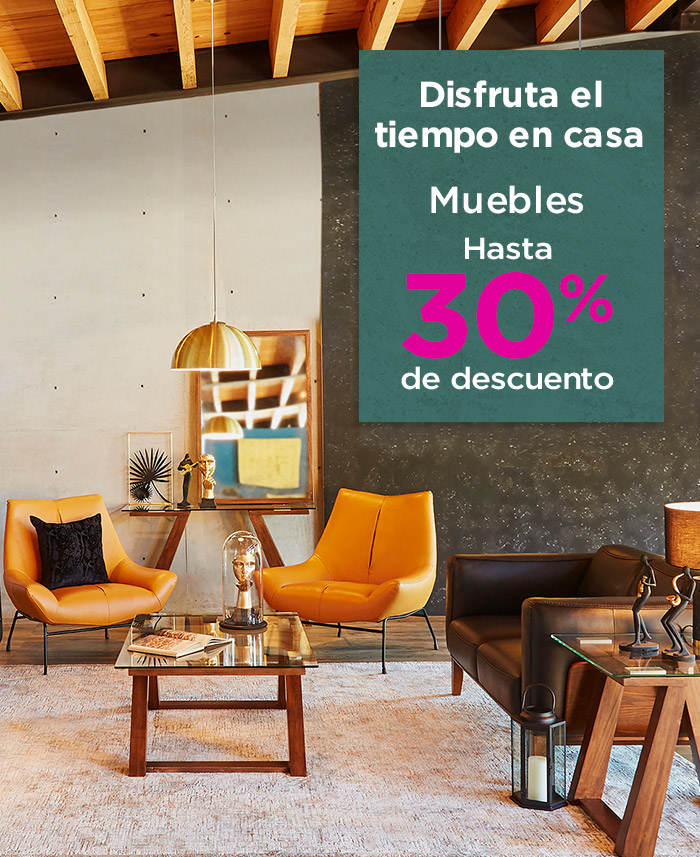 Disfruta el
tiempo en casa
Muebles
Hasta
30%
de descuento